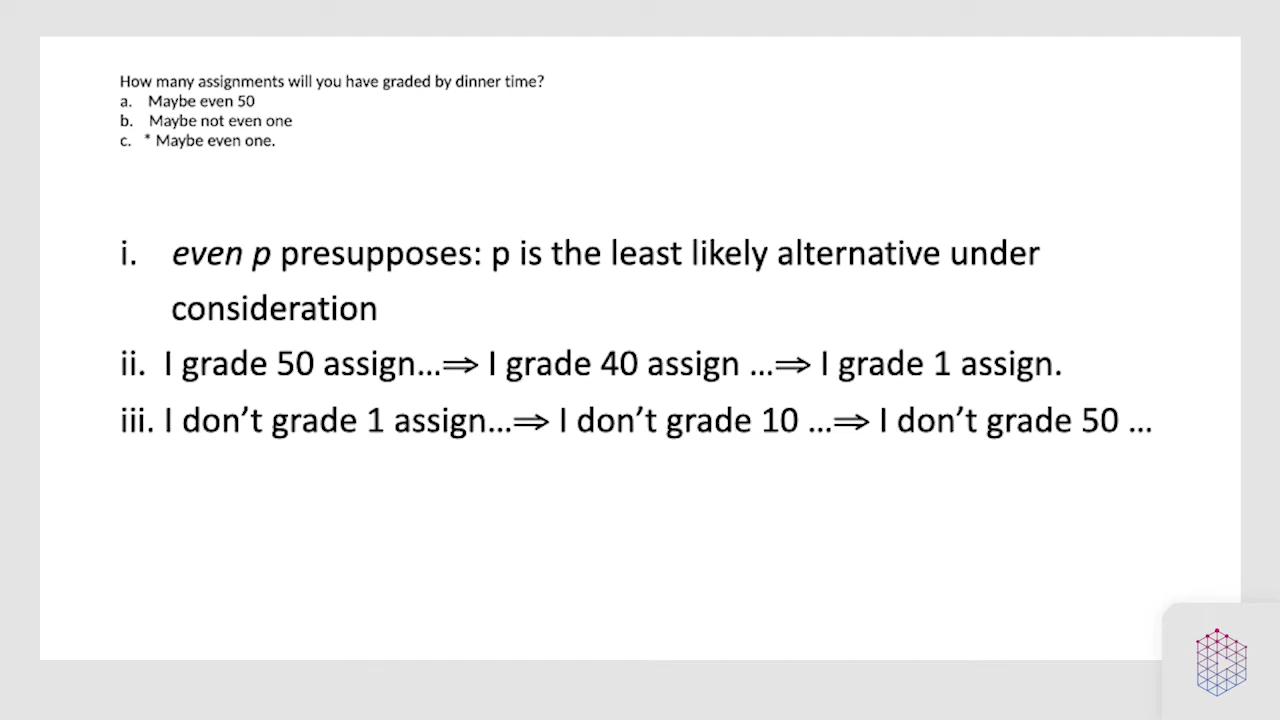 How many assignments will you have graded by dinner time?
a. Maybe even 50
b. Maybe not even one
c. * Maybe even one.
i. even p presupposes: p is the least likely alternative under
consideration
ii. I grade 50 assign...⇒ I grade 40 assign ...⇒ I grade 1 assign.
iii. I don’t grade 1 assign...⇒ I don’t grade 10 ...⇒ I don’t grade 50 ...